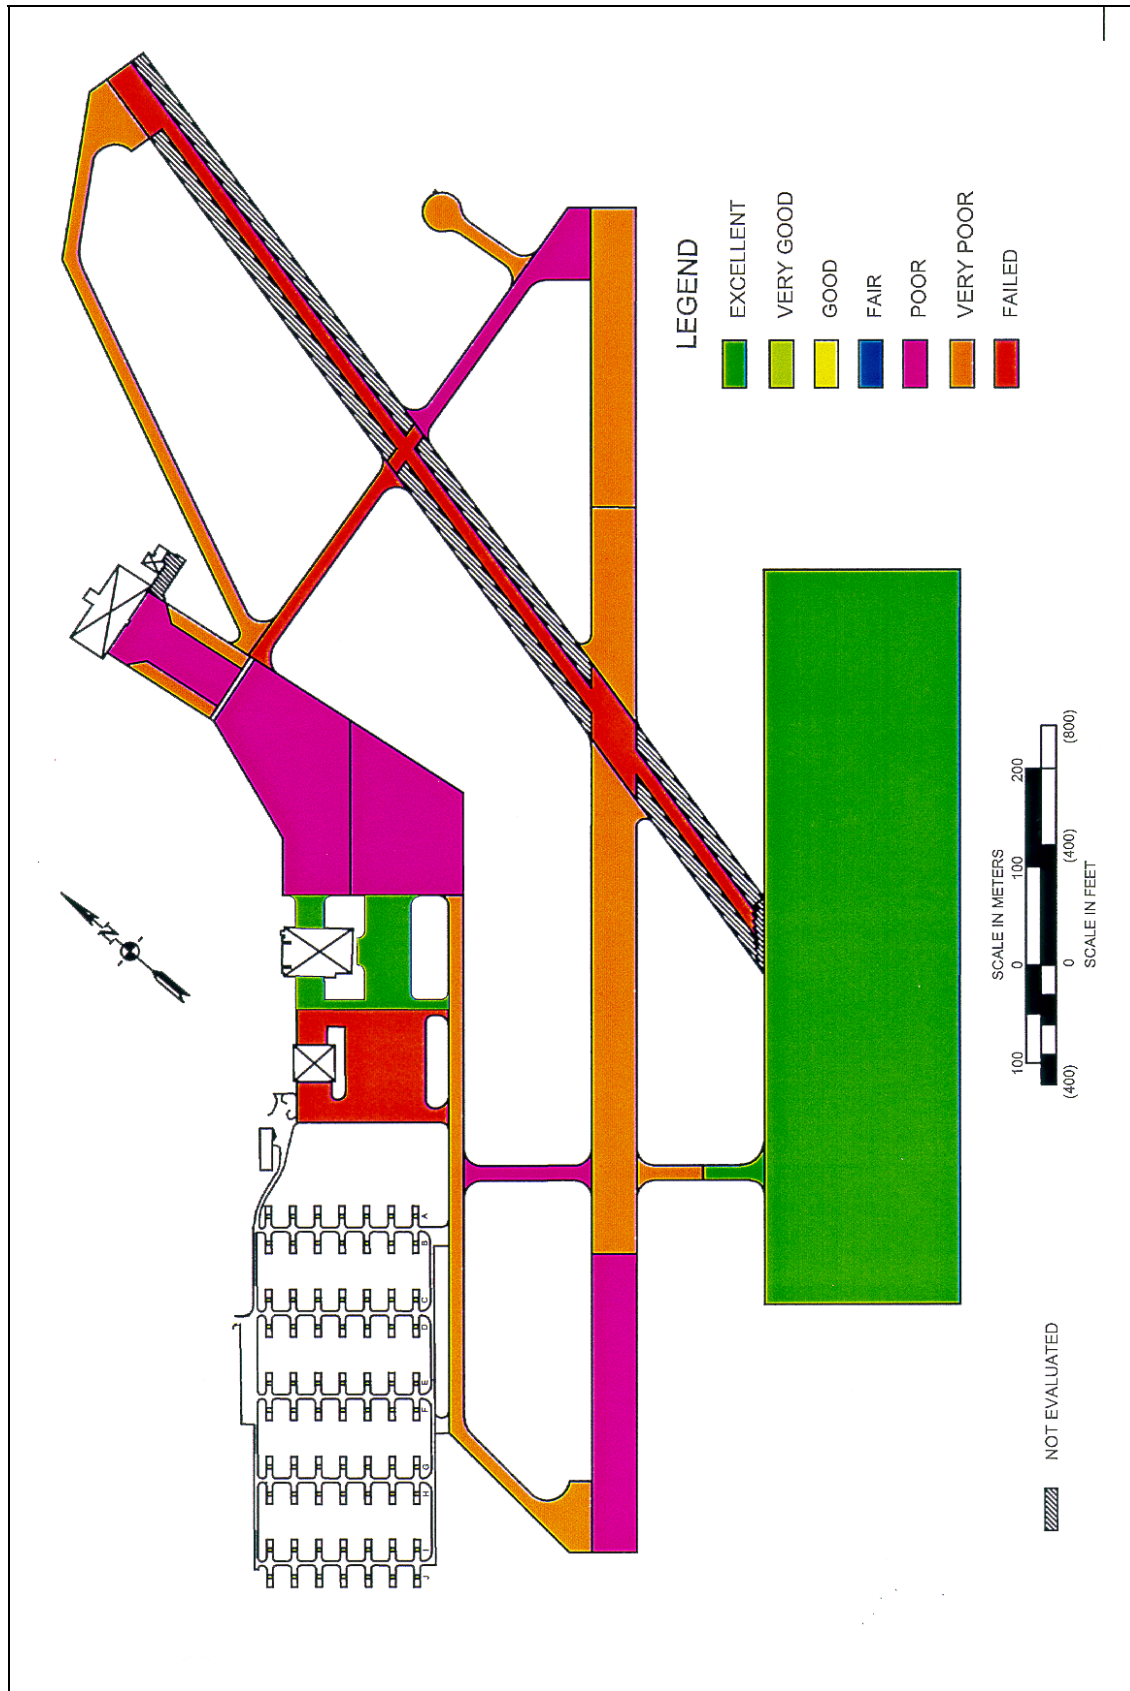 N
LEGEND
EXCELLENT
VERY GOOD
GOOD
FAIR
POOR
VERY POOR
FAILED
NOT EVALUATED
SCALE IN METERS
100 0 100 200
(400) 0 (400) (800)
SCALE IN FEET
J I H G F E D C B A